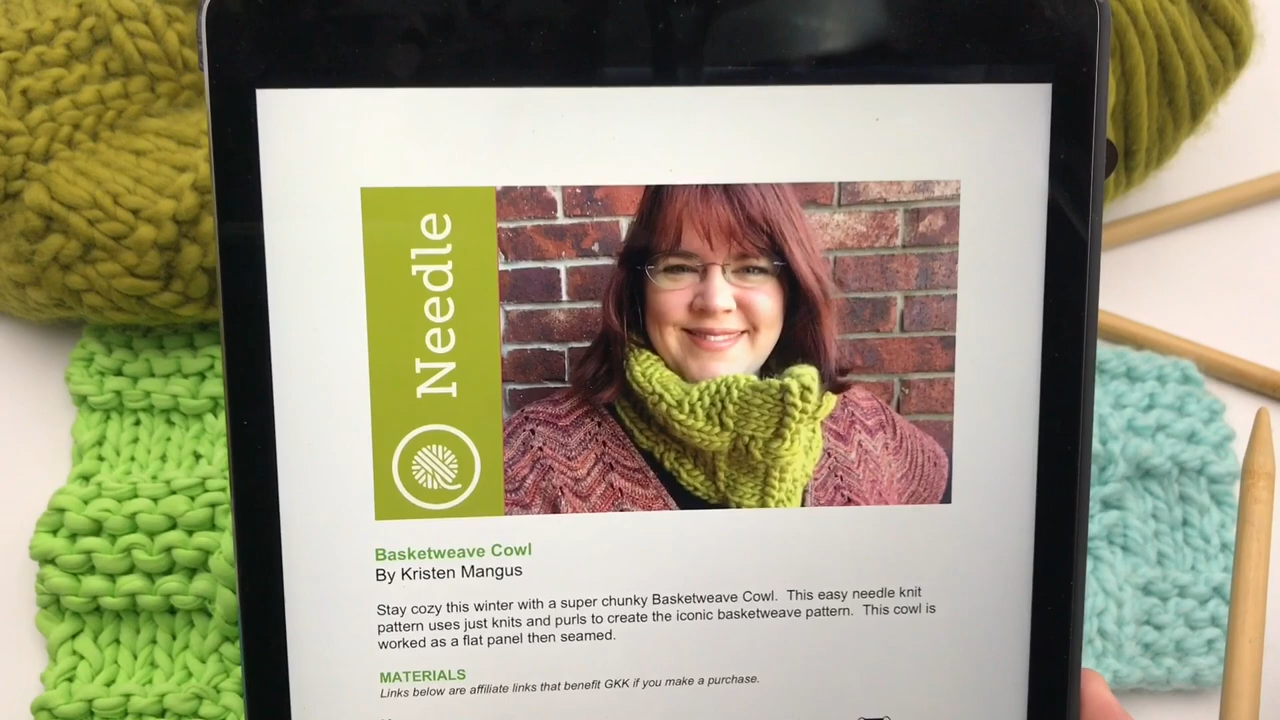 Needle
Basketweave Cowl
By Kristen Mangus
Stay cozy this winter with a super chunky Basketweave Cowl. This easy needle knit
pattern uses just knits and purls to create the iconic basketweave pattern. This cowl is
worked as a flat panel then seamed.
MATERIALS
Links below are affiliate links that benefit GKK if you make a purchase.